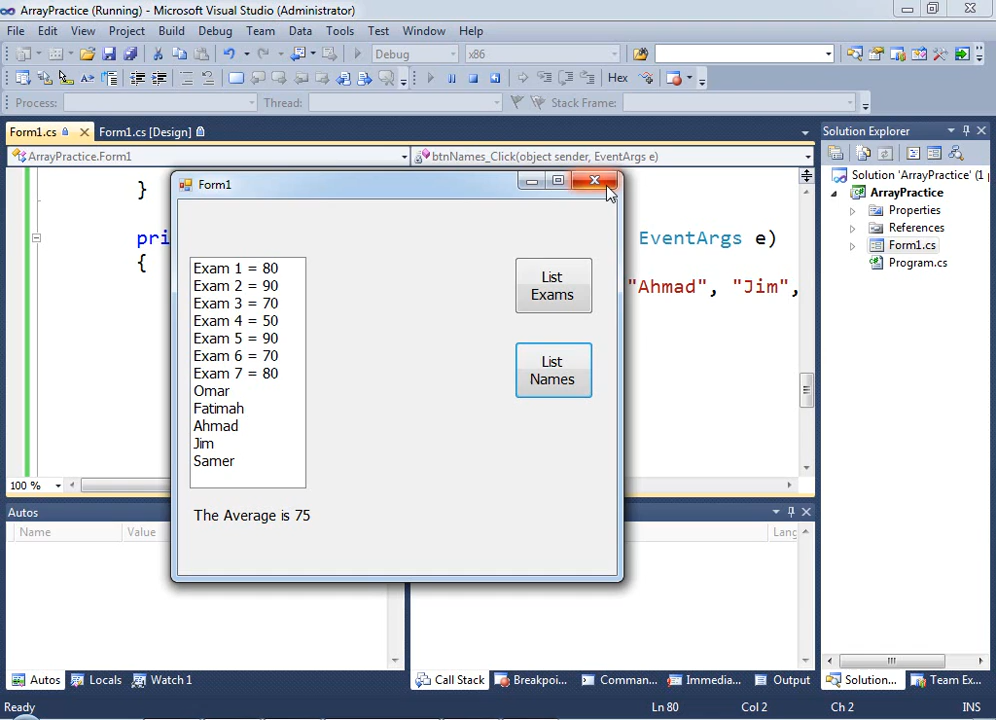 ArrayPractice (Running) - Microsoft Visual Studio (Administrator)
File Edit View Project Build Debug Team Data Tools Test Window Help
Debug x86
Hex
Process: Thread: Stack Frame:
Form1.cs Form1.cs [Design]
Solution Explorer
ArrayPractice.Form1 btnNames_Click(object sender, EventArgs e)
Solution 'ArrayPractice' (1
ArrayPractice
Properties
References
Form1.cs
Program.cs
}
pri EventArgs e)
{
"Ahmad", "Jim",
Form1
Exam 1 = 80
Exam 2 = 90
Exam 3 = 70
Exam 4 = 50
Exam 5 = 90
Exam 6 = 70
Exam 7 = 80
Omar
Fatimah
Ahmad
Jim
Samer
List
Exams
List
Names
The Average is 75
100 %
Autos
Name Value Lang
Autos Locals Watch 1
Call Stack Breakpoi... Comman... Immedia... Output
Solution... Team Ex...
Ready Ln 80 Col 2 Ch 2 INS